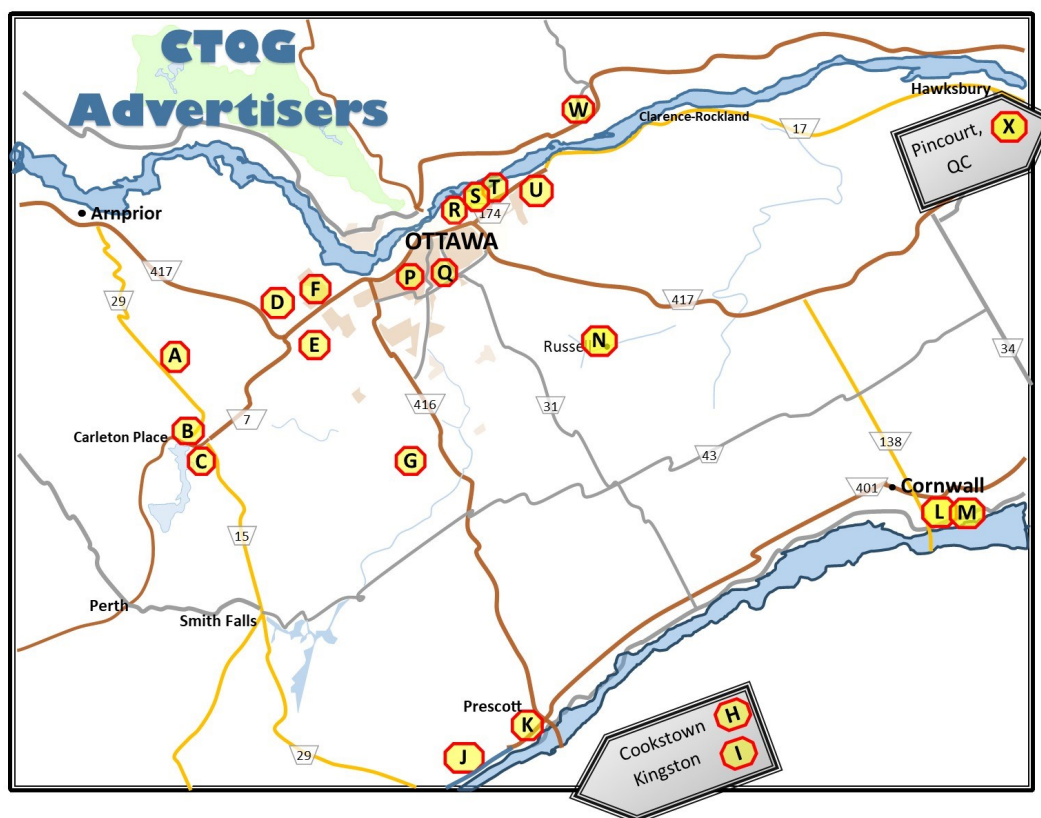 CTQG
Advertisers
W
Hawksbury
Clarence-Rockland
17
Pincourt, X
QC
Arnprior
R
S
T
U
174
OTTAWA
417
29
D
F
P
Q
417
A
E
Russell
N
34
7
416
31
Carleton Place
B
C
G
43
138
401
Cornwall
L
M
15
Perth
Smith Falls
Prescott
K
J
29
Cookstown H
Kingston I